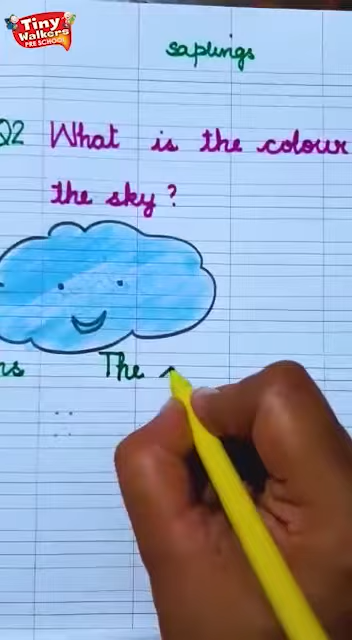 Tiny
Walkers
PRE SCHOOL
saplings
Q2 What is the colour
the sky?
ns The